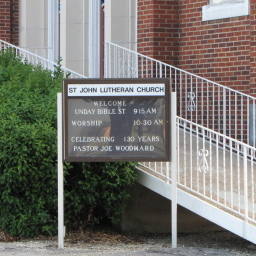 ST JOHN LUTHERAN CHURCH
WELCOME
UNDAY BIBLE ST 9:15 AM
WORSHIP 10:30 AM
CELEBRATING 130 YEARS
PASTOR JOE WOODWARD